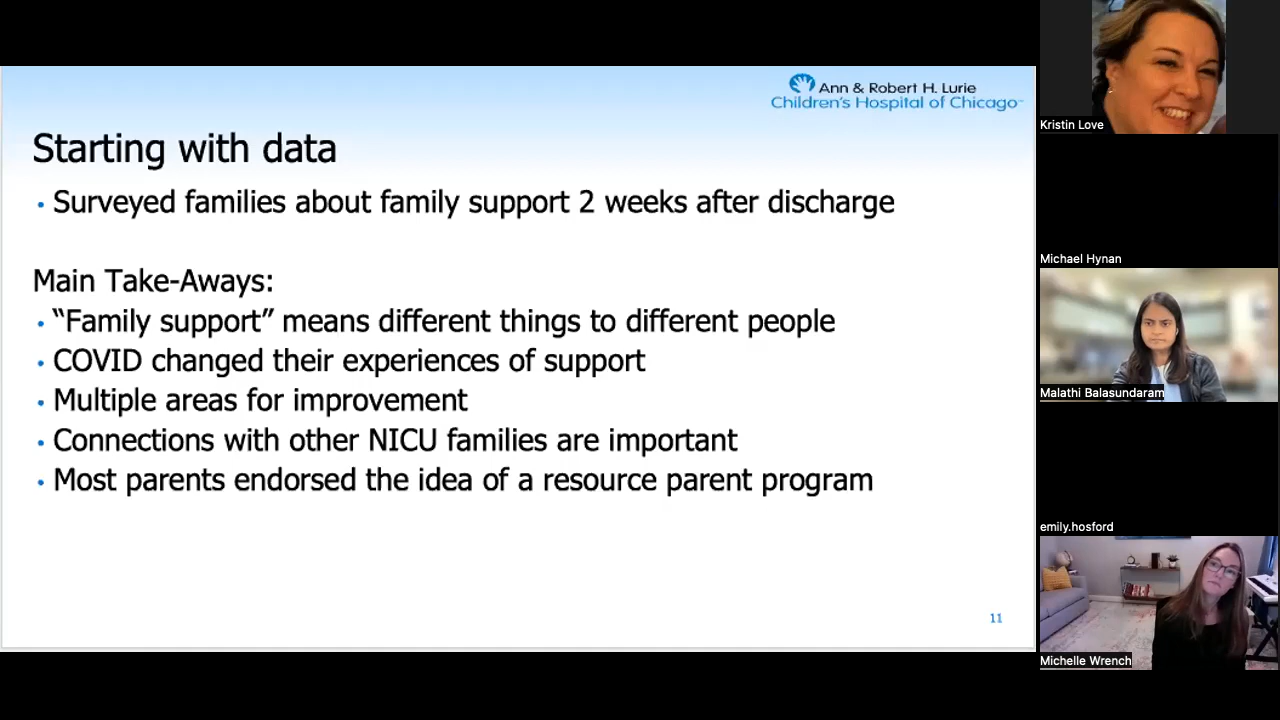 Ann & Robert H. Lurie
Children's Hospital of Chicago
Starting with data
• Surveyed families about family support 2 weeks after discharge
Main Take-Aways:
• “Family support” means different things to different people
• COVID changed their experiences of support
• Multiple areas for improvement
• Connections with other NICU families are important
• Most parents endorsed the idea of a resource parent program
11
Kristin Love
Michael Hynan
Malathi Balasundaram
emily.hosford
Michelle Wrench